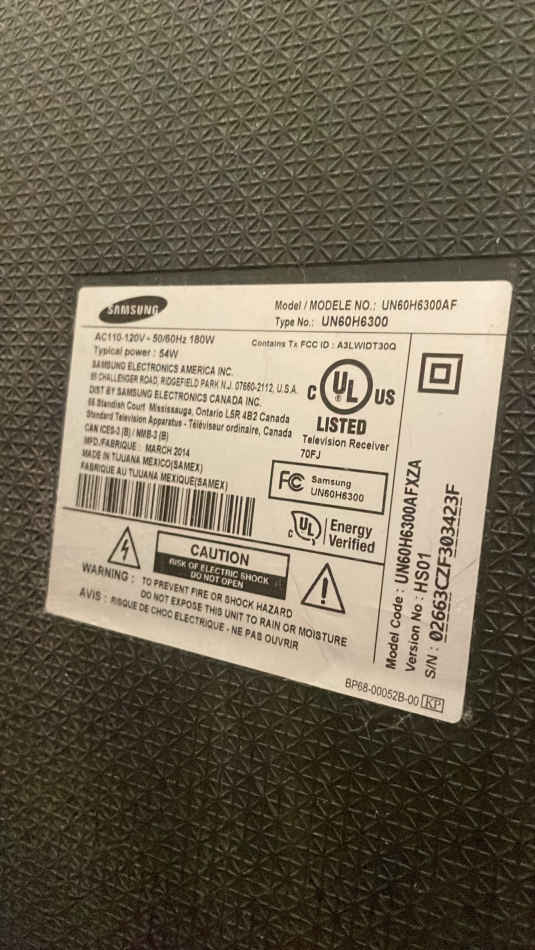 SAMSUNG
Model / MODELE NO.: UN60H6300AF
Type No.: UN60H6300
AC110-120V - 50/60Hz 180W
Typical power : 54W
Contains Tx FCC ID : A3LWIDT30Q
SAMSUNG ELECTRONICS AMERICA INC.
85 CHALLENGER ROAD, RIDGEFIELD PARK N.J. 07660-2112, U.S.A.
DIST BY SAMSUNG ELECTRONICS CANADA INC.
55 Standish Court Mississauga, Ontario L5R 4B2 Canada
Standard Television Apparatus - Téléviseur ordinaire, Canada
CAN ICES-3 (B) / NMB-3 (B)
MFD/FABRIQUE : MARCH 2014
MADE IN TIJUANA MEXICO(SAMEX)
FABRIQUE AU TIJUANA MEXIQUE(SAMEX)
C UL US
®
LISTED
Television Receiver
70FJ
FC Samsung
UN60H6300
C UL Energy
Verified
CAUTION
RISK OF ELECTRIC SHOCK
DO NOT OPEN
WARNING : TO PREVENT FIRE OR SHOCK HAZARD
DO NOT EXPOSE THIS UNIT TO RAIN OR MOISTURE
AVIS : RISQUE DE CHOC ELECTRIQUE - NE PAS OUVRIR
Model Code : UN60H6300AFXZA
Version No : HS01
S/N : 02663CZF303423F
BP68-00052B-00 KP